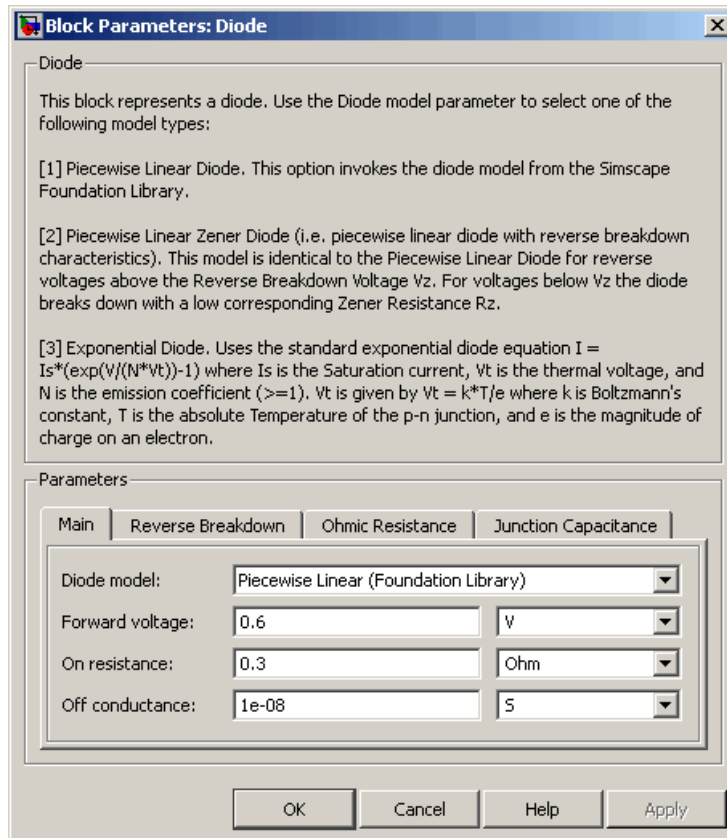 Block Parameters: Diode
Diode
This block represents a diode. Use the Diode model parameter to select one of the
following model types:
[1] Piecewise Linear Diode. This option invokes the diode model from the Simscape
Foundation Library.
[2] Piecewise Linear Zener Diode (i.e. piecewise linear diode with reverse breakdown
characteristics). This model is identical to the Piecewise Linear Diode for reverse
voltages above the Reverse Breakdown Voltage Vz. For voltages below Vz the diode
breaks down with a low corresponding Zener Resistance Rz.
[3] Exponential Diode. Uses the standard exponential diode equation I =
Is*(exp(V/(N*Vt))-1) where Is is the Saturation current, Vt is the thermal voltage, and
N is the emission coefficient (>=1). Vt is given by Vt = k*T/e where k is Boltzmann's
constant, T is the absolute Temperature of the p-n junction, and e is the magnitude of
charge on an electron.
Parameters
Main Reverse Breakdown Ohmic Resistance Junction Capacitance
Diode model: Piecewise Linear (Foundation Library)
Forward voltage: 0.6 V
On resistance: 0.3 Ohm
Off conductance: 1e-08 S
OK Cancel Help Apply